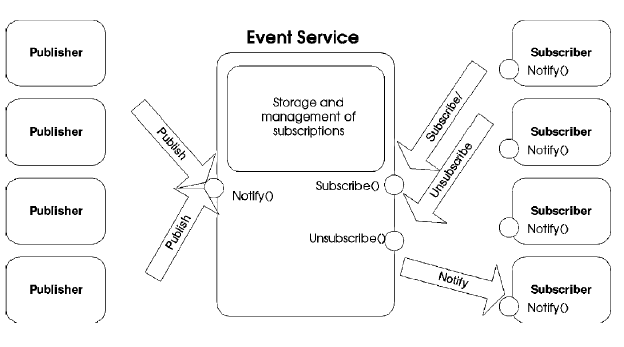 Event Service
Publisher
Publisher
Publisher
Publisher
Publish
Publish
Storage and
management of
subscriptions
Notify()
Subscribe()
Unsubscribe()
Subscribe/
Unsubscribe
Notify
Subscriber
Notify()
Subscriber
Notify()
Subscriber
Notify()
Subscriber
Notify()